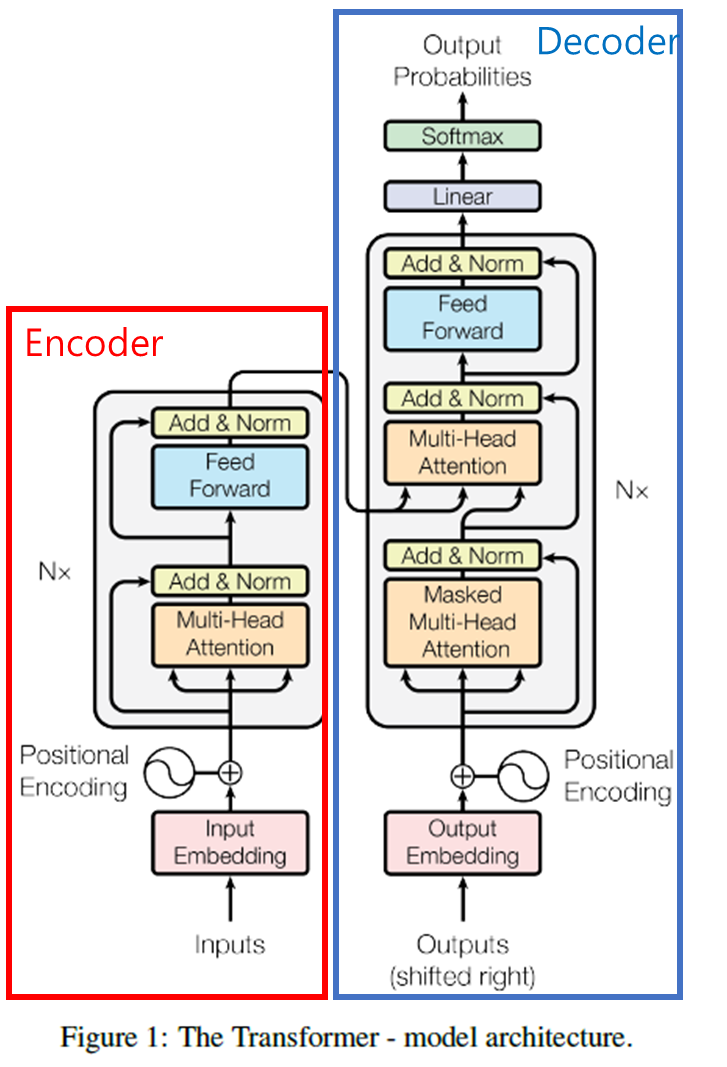 Encoder
Add & Norm
Feed
Forward
Add & Norm
Multi-Head
Attention
N×
Positional
Encoding
Input
Embedding
Inputs
Decoder
Output
Probabilities
Softmax
Linear
Add & Norm
Feed
Forward
Add & Norm
Multi-Head
Attention
N×
Add & Norm
Masked
Multi-Head
Attention
Positional
Encoding
Output
Embedding
Outputs
(shifted right)
Figure 1: The Transformer - model architecture.